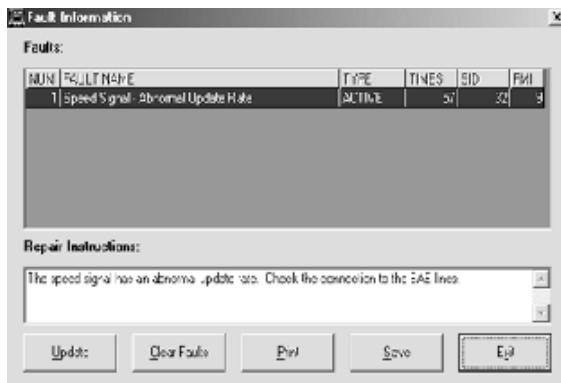 Fault Information
Faults:
NUM FAULT NAME TYPE TIMES SID FMI
1 Speed Signal - Abnormal Update Rate ACTIVE 57 32 9
Repair Instructions:
The speed signal has an abnormal update rate. Check the connection to the SAE lines.
Update Clear Faults Print Save Exit